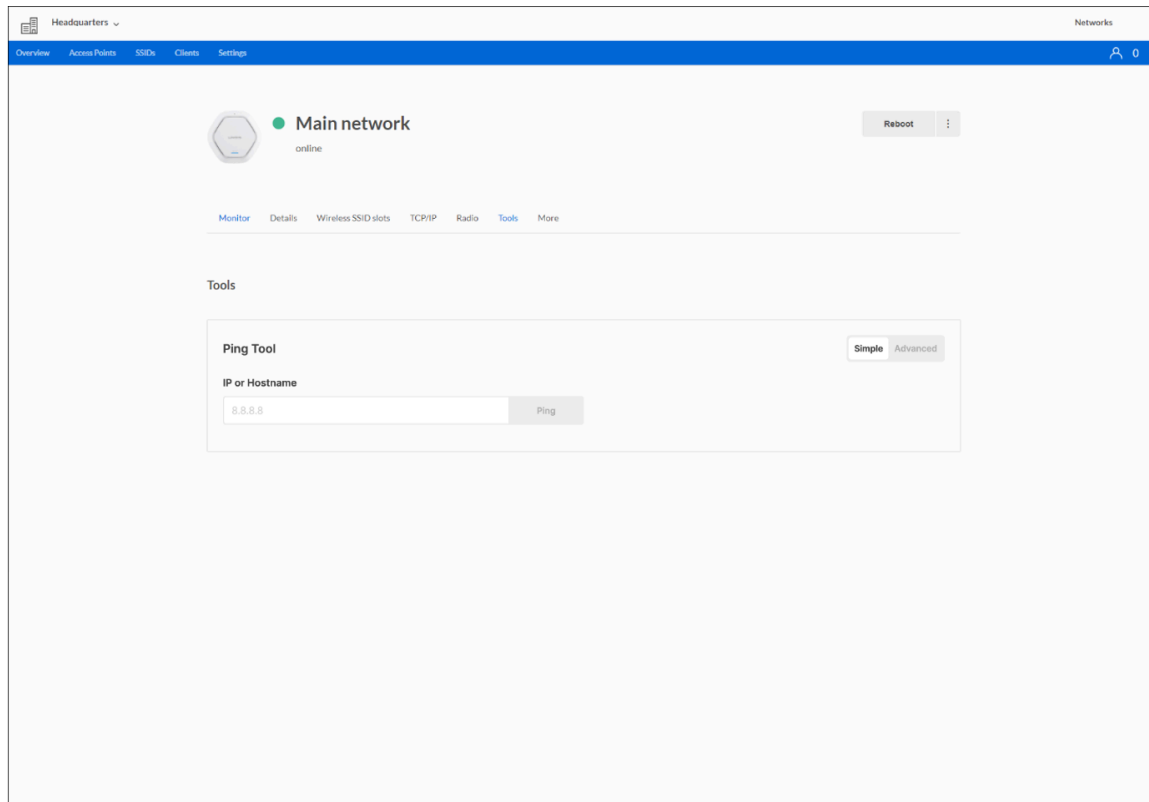 Headquarters Networks
Overview Access Points SSIDs Clients Settings 0
Main network Reboot
online
Monitor Details Wireless SSID slots TCP/IP Radio Tools More
Tools
Ping Tool Simple Advanced
IP or Hostname
8.8.8.8 Ping